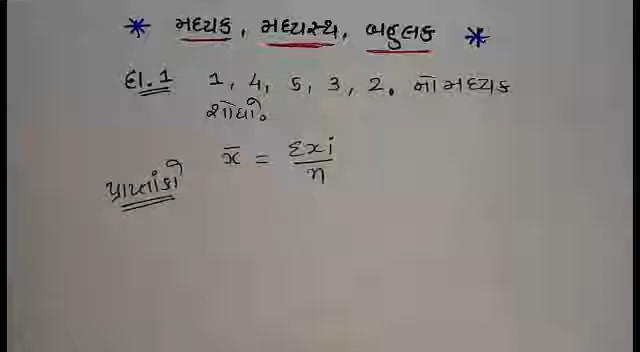 * મધ્યક, મધ્યસ્થ, બહુલક *
દા.1 1, 4, 5, 3, 2. નો મધ્યક
શોધો.
x̄ = Σxi / n
પ્રાપ્તાંકો